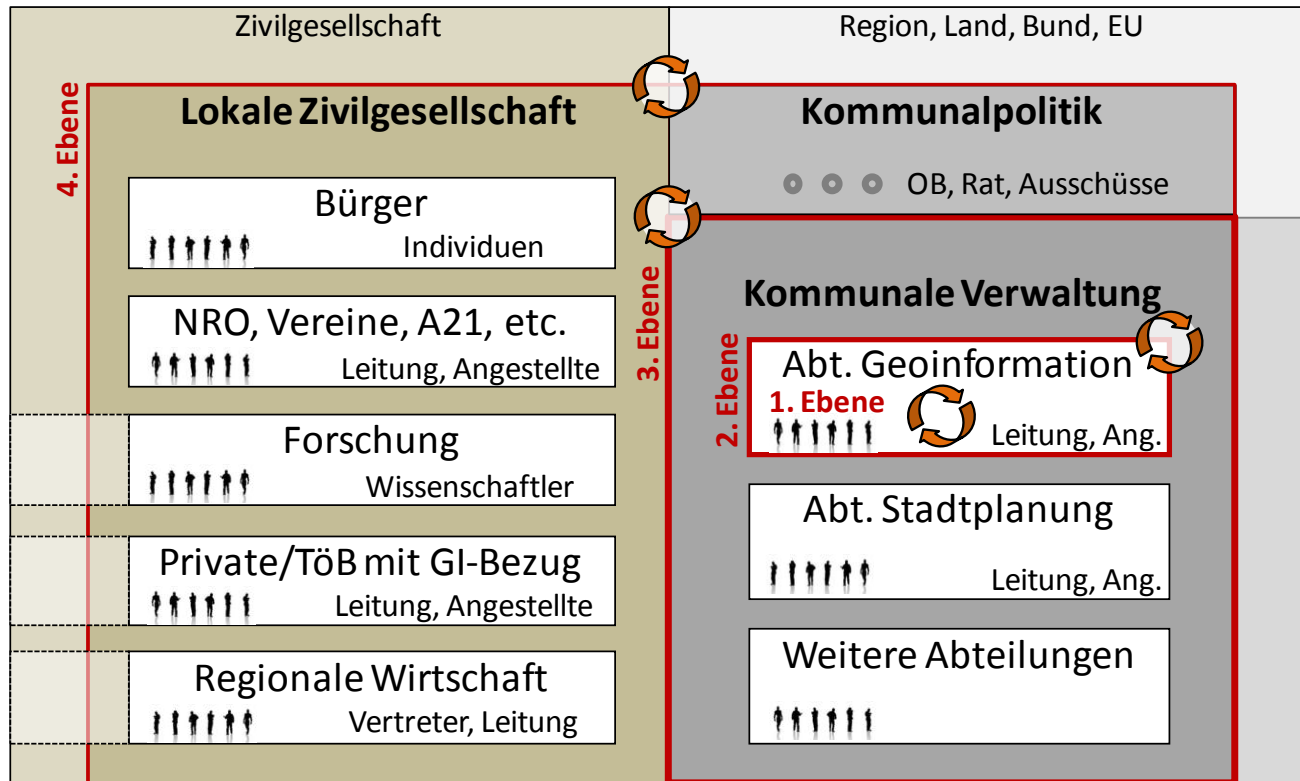 Zivilgesellschaft
Region, Land, Bund, EU
4. Ebene
Lokale Zivilgesellschaft
Bürger
Individuen
NRO, Vereine, A21, etc.
Leitung, Angestellte
Forschung
Wissenschaftler
Private/TöB mit GI-Bezug
Leitung, Angestellte
Regionale Wirtschaft
Vertreter, Leitung
Kommunalpolitik
OB, Rat, Ausschüsse
3. Ebene
Kommunale Verwaltung
2. Ebene
Abt. Geoinformation
1. Ebene
Leitung, Ang.
Abt. Stadtplanung
Leitung, Ang.
Weitere Abteilungen